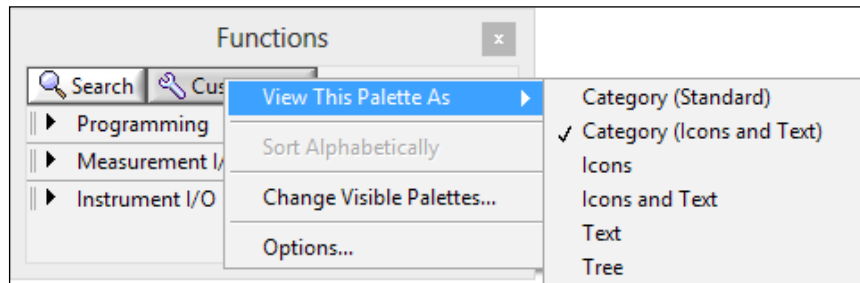 Functions
x
Search Cus
Programming
Measurement I/
Instrument I/O
View This Palette As
Sort Alphabetically
Change Visible Palettes...
Options...
Category (Standard)
✓ Category (Icons and Text)
Icons
Icons and Text
Text
Tree